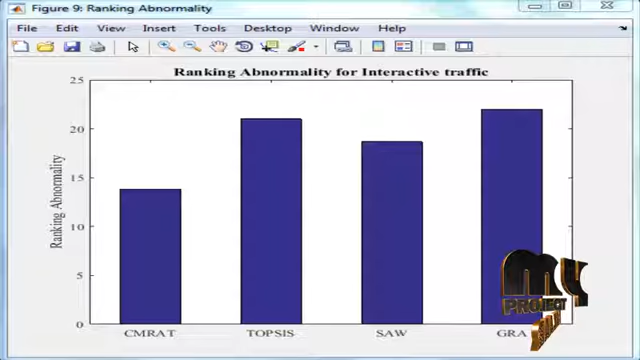 Figure 9: Ranking Abnormality
File Edit View Insert Tools Desktop Window Help
Ranking Abnormality for Interactive traffic
25
20
15
10
5
0
Ranking Abnormality
CMRAT TOPSIS SAW GRA
MY
PROJECT